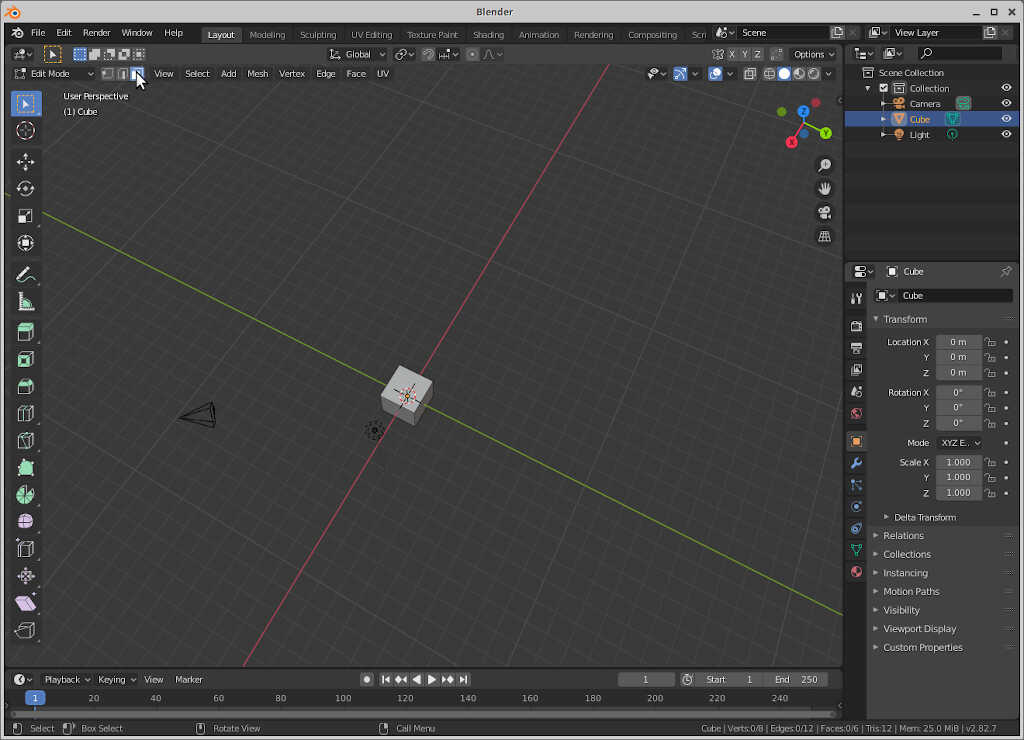 Blender
File Edit Render Window Help Layout Modeling Sculpting UV Editing Texture Paint Shading Animation Rendering Compositing Scri Scene View Layer
Global X Y Z Options
Edit Mode View Select Add Mesh Vertex Edge Face UV
User Perspective
(1) Cube
Z
Y
X
Scene Collection
Collection
Camera
Cube
Light
Cube
Cube
Transform
Location X 0 m
Y 0 m
Z 0 m
Rotation X 0°
Y 0°
Z 0°
Mode XYZ E..
Scale X 1.000
Y 1.000
Z 1.000
Delta Transform
Relations
Collections
Instancing
Motion Paths
Visibility
Viewport Display
Custom Properties
Playback Keying View Marker 1 Start 1 End 250
1 20 40 60 80 100 120 140 160 180 200 220 240
Select Box Select Rotate View Call Menu Cube | Verts:0/8 | Edges:0/12 | Faces:0/6 | Tris:12 | Mem: 25.0 MiB | v2.82.7